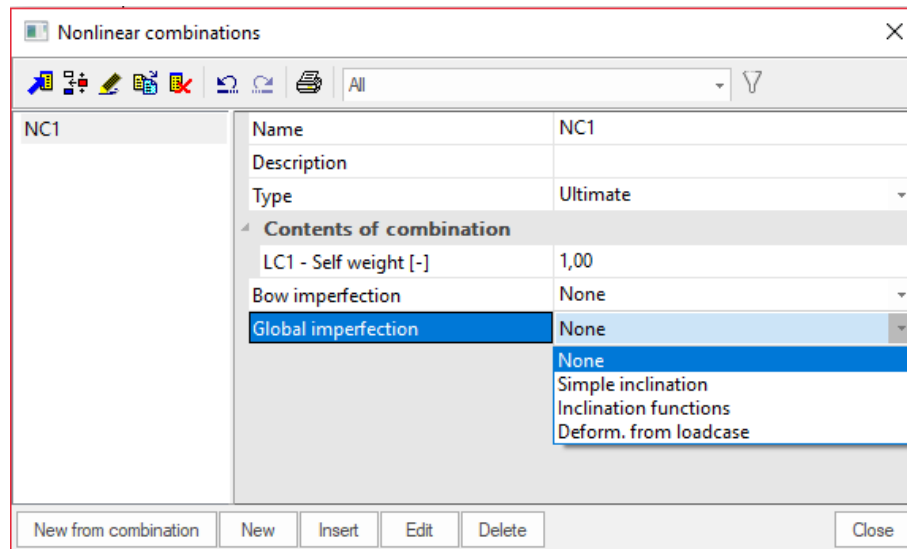 Nonlinear combinations
All
NC1
Name NC1
Description
Type Ultimate
Contents of combination
LC1 - Self weight [-] 1,00
Bow imperfection None
Global imperfection None
None
Simple inclination
Inclination functions
Deform. from loadcase
New from combination New Insert Edit Delete Close